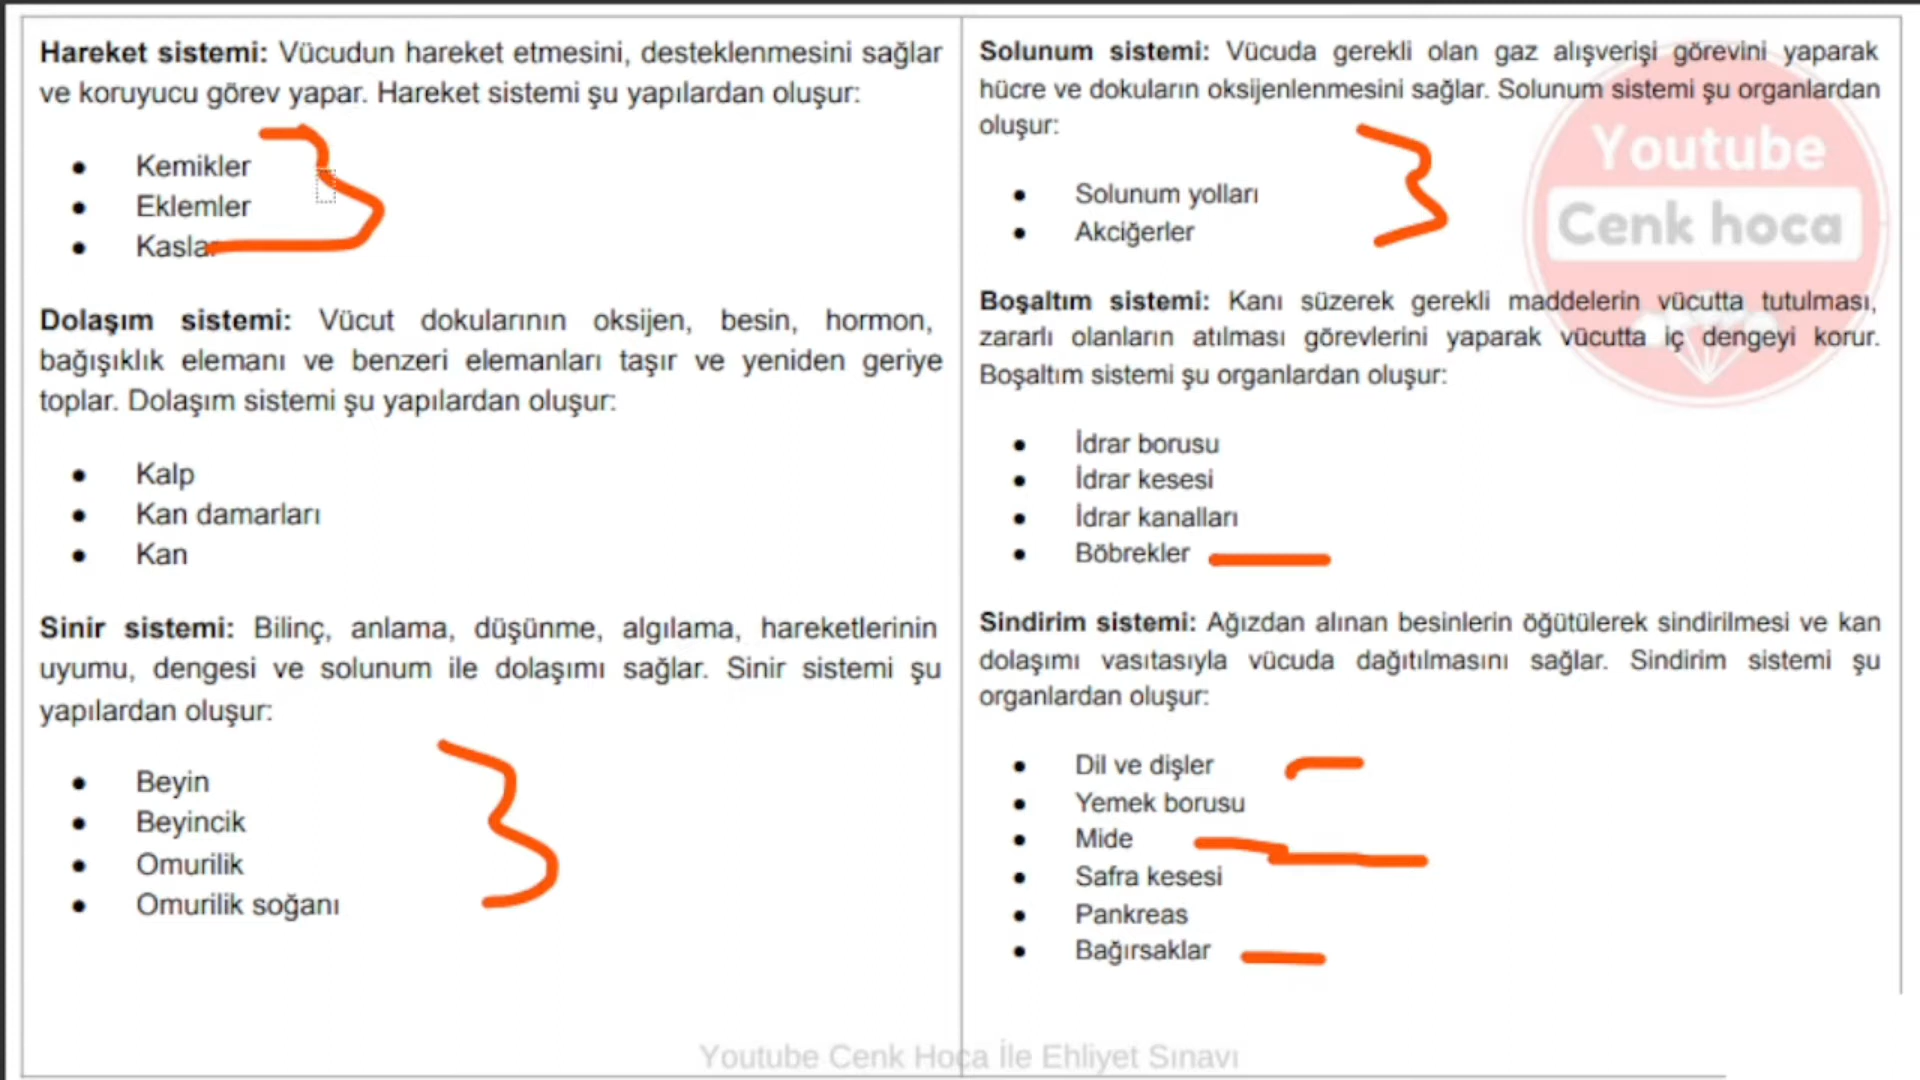 Hareket sistemi: Vücudun hareket etmesini, desteklenmesini sağlar
ve koruyucu görev yapar. Hareket sistemi şu yapılardan oluşur:
• Kemikler
• Eklemler
• Kaslar
Dolaşım sistemi: Vücut dokularının oksijen, besin, hormon,
bağışıklık elemanı ve benzeri elemanları taşır ve yeniden geriye
toplar. Dolaşım sistemi şu yapılardan oluşur:
• Kalp
• Kan damarları
• Kan
Sinir sistemi: Bilinç, anlama, düşünme, algılama, hareketlerinin
uyumu, dengesi ve solunum ile dolaşımı sağlar. Sinir sistemi şu
yapılardan oluşur:
• Beyin
• Beyincik
• Omurilik
• Omurilik soğanı
Solunum sistemi: Vücuda gerekli olan gaz alışverişi görevini yaparak
hücre ve dokuların oksijenlenmesini sağlar. Solunum sistemi şu organlardan
oluşur:
• Solunum yolları
• Akciğerler
Boşaltım sistemi: Kanı süzerek gerekli maddelerin vücutta tutulması,
zararlı olanların atılması görevlerini yaparak vücutta iç dengeyi korur.
Boşaltım sistemi şu organlardan oluşur:
• İdrar borusu
• İdrar kesesi
• İdrar kanalları
• Böbrekler
Sindirim sistemi: Ağızdan alınan besinlerin öğütülerek sindirilmesi ve kan
dolaşımı vasıtasıyla vücuda dağıtılmasını sağlar. Sindirim sistemi şu
organlardan oluşur:
• Dil ve dişler
• Yemek borusu
• Mide
• Safra kesesi
• Pankreas
• Bağırsaklar
Youtube
Cenk hoca
Youtube Cenk Hoca İle Ehliyet Sınavı